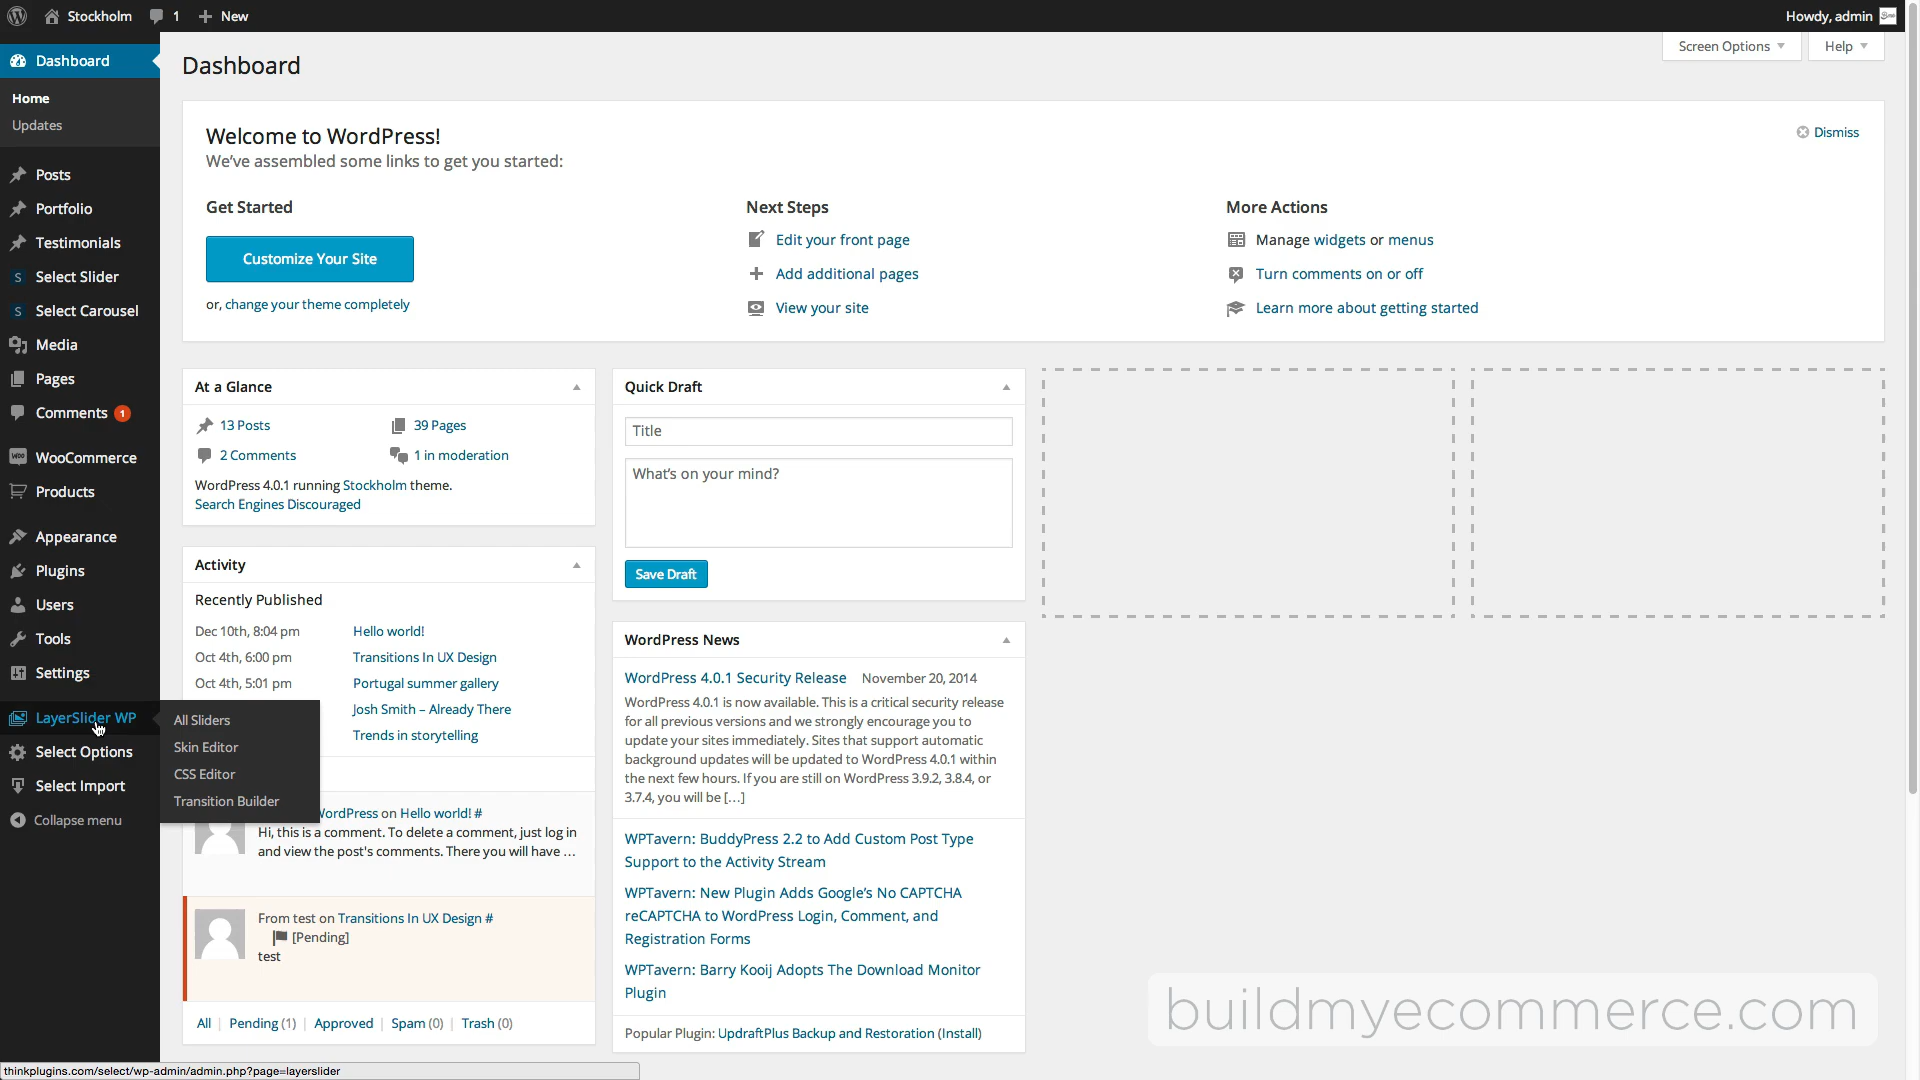 Stockholm
1
New
Howdy, admin
Dashboard
Home
Updates
Posts
Portfolio
Testimonials
S Select Slider
S Select Carousel
Media
Pages
Comments 1
WooCommerce
Products
Appearance
Plugins
Users
Tools
Settings
LayerSlider WP
Select Options
Select Import
Collapse menu
All Sliders
Skin Editor
CSS Editor
Transition Builder
Dashboard
Screen Options
Help
Welcome to WordPress!
We've assembled some links to get you started:
Dismiss
Get Started
Customize Your Site
or, change your theme completely
Next Steps
Edit your front page
Add additional pages
View your site
More Actions
Manage widgets or menus
Turn comments on or off
Learn more about getting started
At a Glance
13 Posts
39 Pages
2 Comments
1 in moderation
WordPress 4.0.1 running Stockholm theme.
Search Engines Discouraged
Activity
Recently Published
Dec 10th, 8:04 pm Hello world!
Oct 4th, 6:00 pm Transitions In UX Design
Oct 4th, 5:01 pm Portugal summer gallery
Josh Smith – Already There
Trends in storytelling
WordPress on Hello world! #
Hi, this is a comment. To delete a comment, just log in
and view the post's comments. There you will have …
From test on Transitions In UX Design #
[Pending]
test
All | Pending (1) | Approved | Spam (0) | Trash (0)
Quick Draft
Title
What's on your mind?
Save Draft
WordPress News
WordPress 4.0.1 Security Release November 20, 2014
WordPress 4.0.1 is now available. This is a critical security release
for all previous versions and we strongly encourage you to
update your sites immediately. Sites that support automatic
background updates will be updated to WordPress 4.0.1 within
the next few hours. If you are still on WordPress 3.9.2, 3.8.4, or
3.7.4, you will be […]
WPTavern: BuddyPress 2.2 to Add Custom Post Type
Support to the Activity Stream
WPTavern: New Plugin Adds Google's No CAPTCHA
reCAPTCHA to WordPress Login, Comment, and
Registration Forms
WPTavern: Barry Kooij Adopts The Download Monitor
Plugin
Popular Plugin: UpdraftPlus Backup and Restoration (Install)
buildmyecommerce.com
thinkplugins.com/select/wp-admin/admin.php?page=layerslider